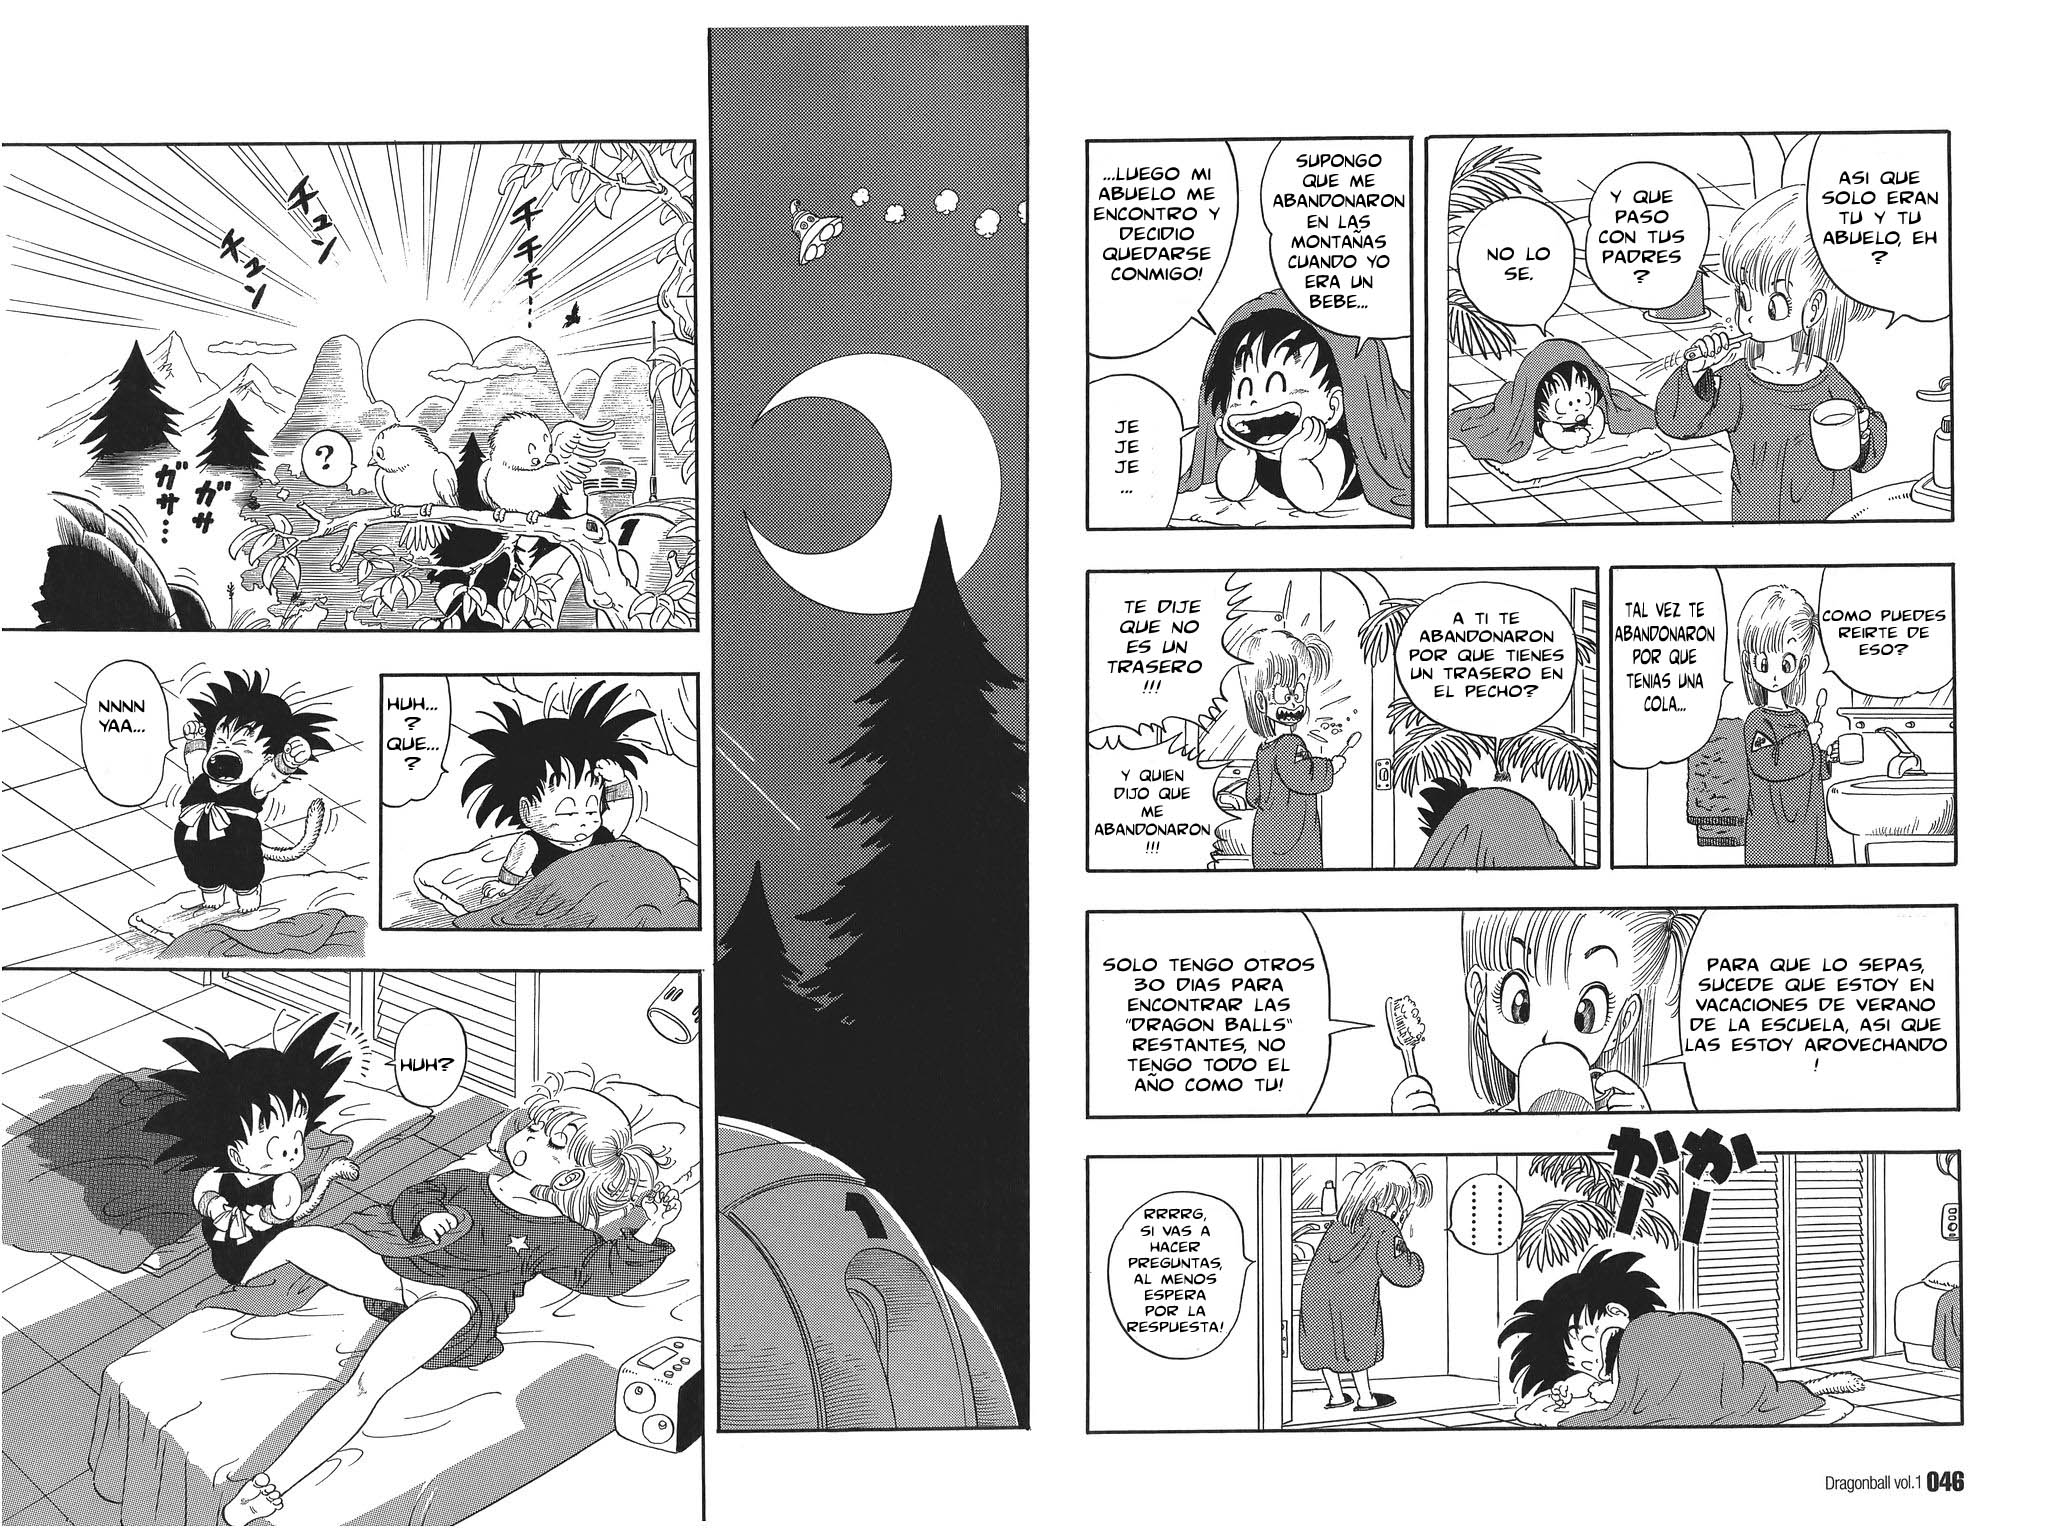 ASI QUE
SOLO ERAN
TU Y TU
ABUELO, EH
?
Y QUE
PASO
CON TUS
PADRES
?
NO LO
SE.
SUPONGO
QUE ME
ABANDONARON
EN LAS
MONTAÑAS
CUANDO YO
ERA UN
BEBE...
...LUEGO MI
ABUELO ME
ENCONTRO Y
DECIDIO
QUEDARSE
CONMIGO!
JE
JE
JE
...
COMO PUEDES
REIRTE DE
ESO?
TAL VEZ TE
ABANDONARON
POR QUE
TENIAS UNA
COLA...
A TI TE
ABANDONARON
POR QUE TIENES
UN TRASERO EN
EL PECHO?
TE DIJE
QUE NO
ES UN
TRASERO
!!!
Y QUIEN
DIJO QUE
ME
ABANDONARON
!!!
PARA QUE LO SEPAS,
SUCEDE QUE ESTOY EN
VACACIONES DE VERANO
DE LA ESCUELA, ASI QUE
LAS ESTOY AROVECHANDO
!
SOLO TENGO OTROS
30 DIAS PARA
ENCONTRAR LAS
"DRAGON BALLS"
RESTANTES, NO
TENGO TODO EL
AÑO COMO TU!
かー
かー
.........
.........
RRRRG,
SI VAS A
HACER
PREGUNTAS,
AL MENOS
ESPERA
POR LA
RESPUESTA!
Dragonball vol.1 046
1
チチチ…
チュン
チュン
?
ガサ
ガサ…
1
HUH...
?
QUE...
?
NNNN
YAA...
HUH?